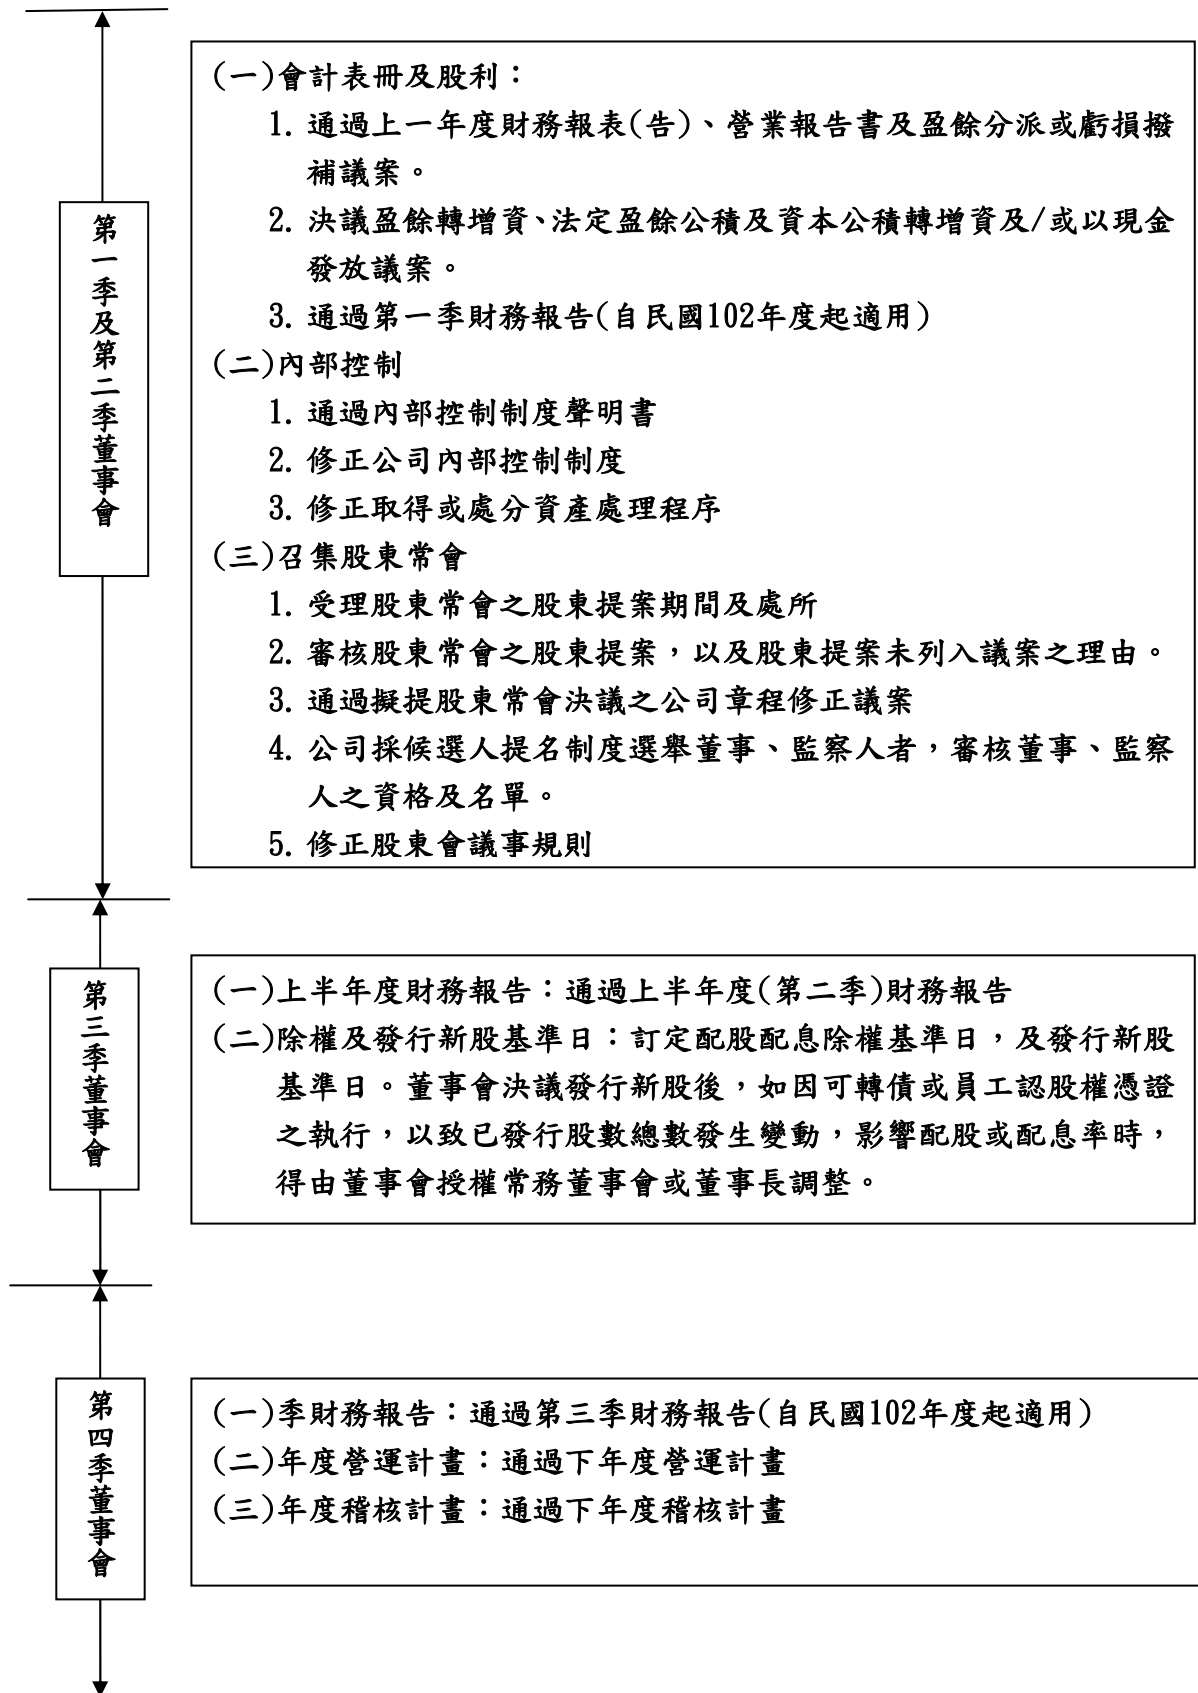 第一季及第二季董事會
(一)會計表冊及股利：
1. 通過上一年度財務報表(告)、營業報告書及盈餘分派或虧損撥
補議案。
2. 決議盈餘轉增資、法定盈餘公積及資本公積轉增資及/或以現金
發放議案。
3. 通過第一季財務報告(自民國102年度起適用)
(二)內部控制
1. 通過內部控制制度聲明書
2. 修正公司內部控制制度
3. 修正取得或處分資產處理程序
(三)召集股東常會
1. 受理股東常會之股東提案期間及處所
2. 審核股東常會之股東提案，以及股東提案未列入議案之理由。
3. 通過擬提股東常會決議之公司章程修正議案
4. 公司採候選人提名制度選舉董事、監察人者，審核董事、監察
人之資格及名單。
5. 修正股東會議事規則
第三季董事會
(一)上半年度財務報告：通過上半年度(第二季)財務報告
(二)除權及發行新股基準日：訂定配股配息除權基準日，及發行新股
基準日。董事會決議發行新股後，如因可轉債或員工認股權憑證
之執行，以致已發行股數總數發生變動，影響配股或配息率時，
得由董事會授權常務董事會或董事長調整。
第四季董事會
(一)季財務報告：通過第三季財務報告(自民國102年度起適用)
(二)年度營運計畫：通過下年度營運計畫
(三)年度稽核計畫：通過下年度稽核計畫